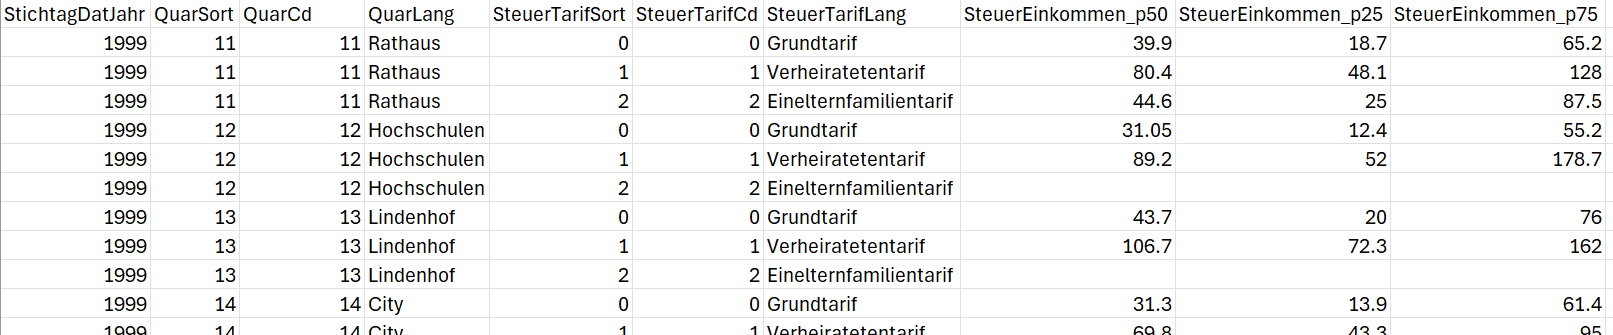 StichtagDatJahr QuarSort QuarCd QuarLang SteuerTarifSort SteuerTarifCd SteuerTarifLang SteuerEinkommen_p50 SteuerEinkommen_p25 SteuerEinkommen_p75
1999 11 11 Rathaus 0 0 Grundtarif 39.9 18.7 65.2
1999 11 11 Rathaus 1 1 Verheiratetentarif 80.4 48.1 128
1999 11 11 Rathaus 2 2 Einelternfamilientarif 44.6 25 87.5
1999 12 12 Hochschulen 0 0 Grundtarif 31.05 12.4 55.2
1999 12 12 Hochschulen 1 1 Verheiratetentarif 89.2 52 178.7
1999 12 12 Hochschulen 2 2 Einelternfamilientarif
1999 13 13 Lindenhof 0 0 Grundtarif 43.7 20 76
1999 13 13 Lindenhof 1 1 Verheiratetentarif 106.7 72.3 162
1999 13 13 Lindenhof 2 2 Einelternfamilientarif
1999 14 14 City 0 0 Grundtarif 31.3 13.9 61.4
1999 14 14 City 1 1 Verheiratetentarif 69.8 43.3 95